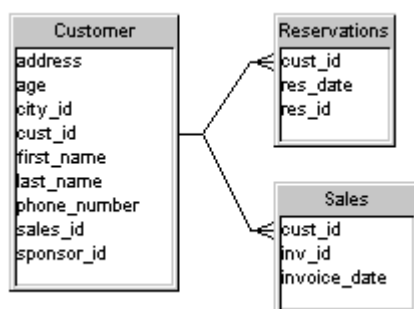 Customer
address
age
city_id
cust_id
first_name
last_name
phone_number
sales_id
sponsor_id
Reservations
cust_id
res_date
res_id
Sales
cust_id
inv_id
invoice_date